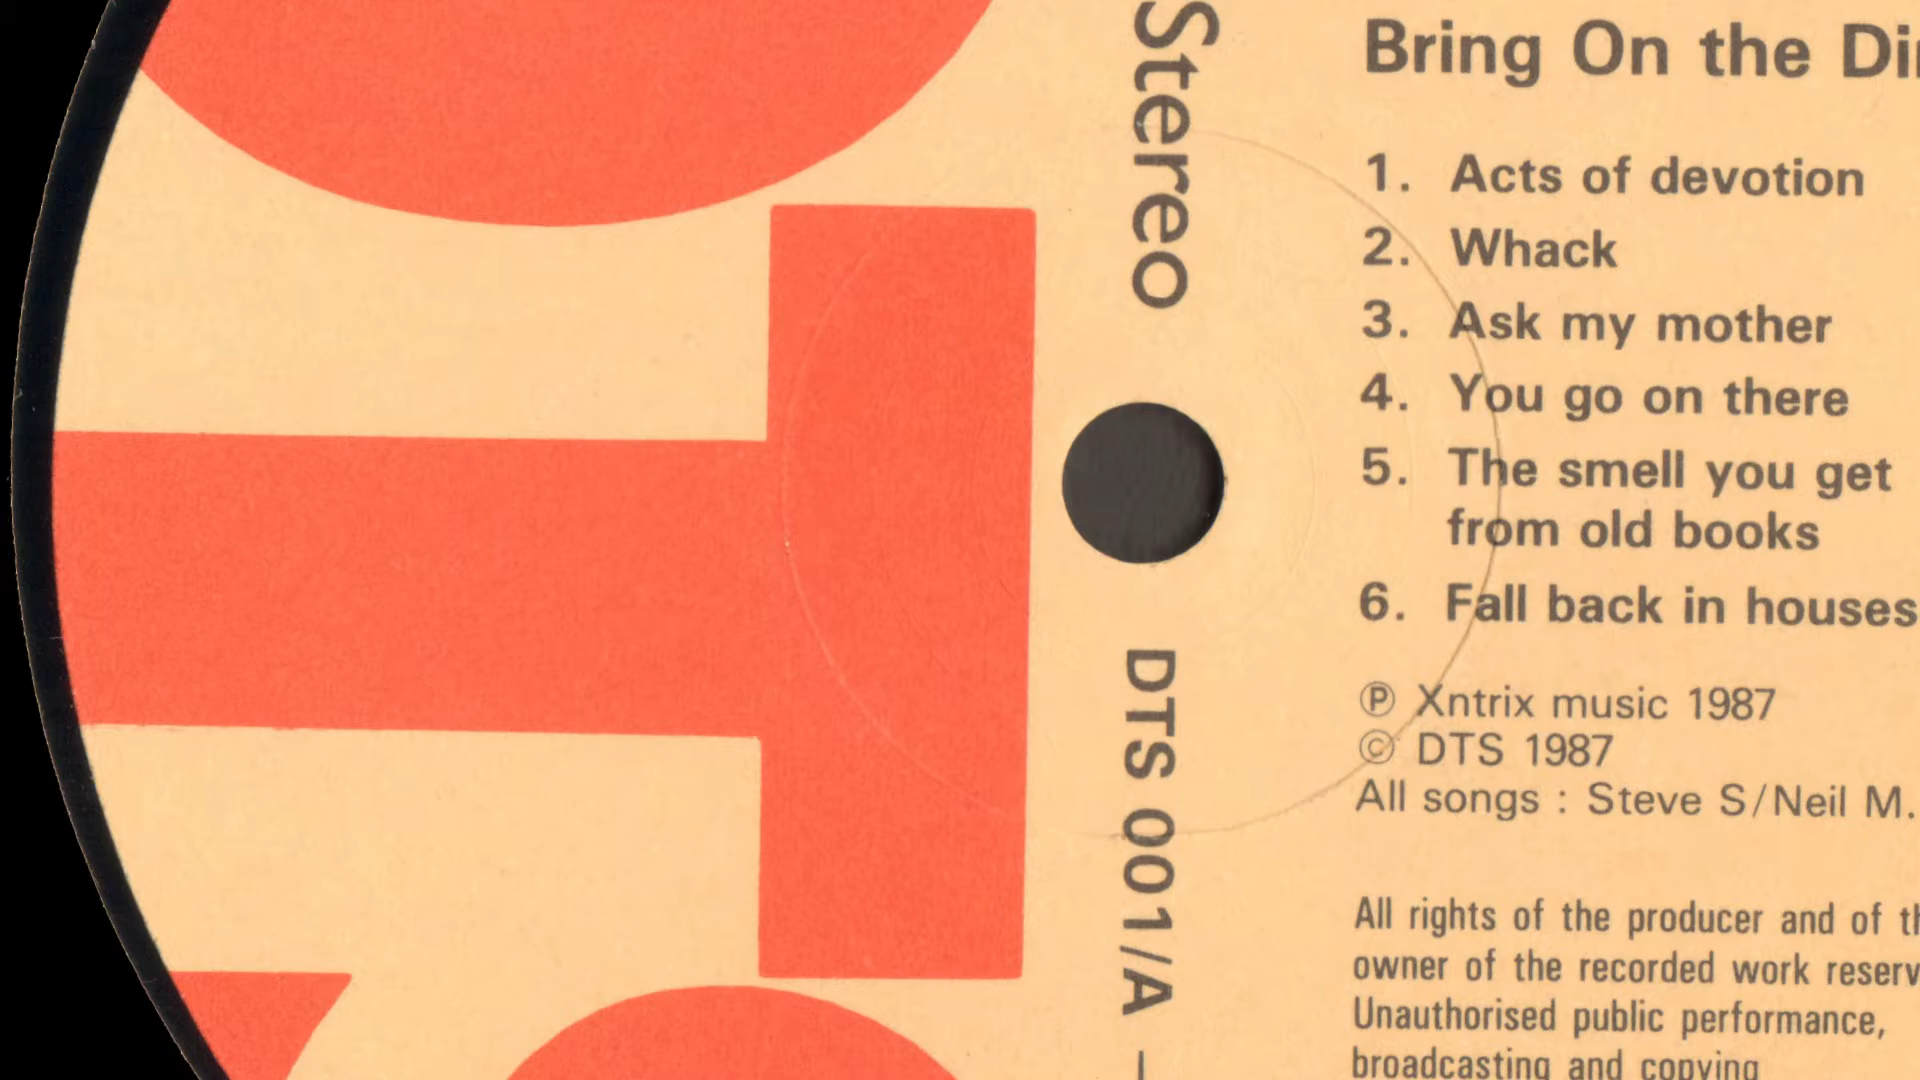 Stereo
DTS 001/A
Bring On the
1. Acts of devotion
2. Whack
3. Ask my mother
4. You go on there
5. The smell you get
from old books
6. Fall back in houses
Ⓟ Xntrix music 1987
© DTS 1987
All songs : Steve S/Neil M.
All rights of the producer and of
owner of the recorded work
Unauthorised public performance,
broadcasting and copying